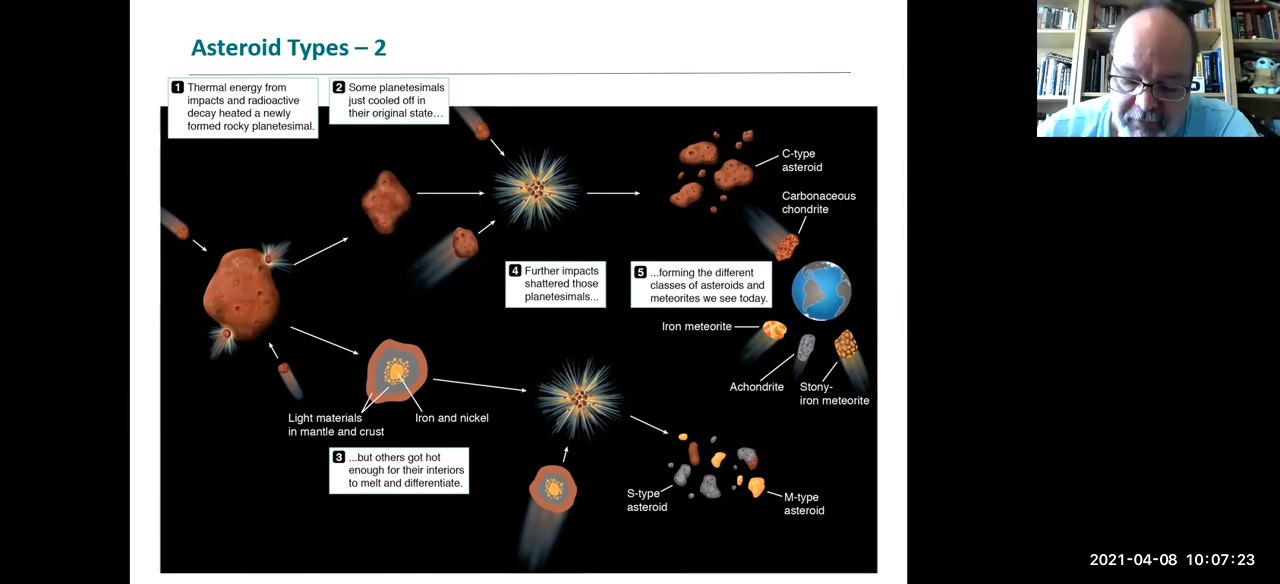 Asteroid Types – 2
1 Thermal energy from
impacts and radioactive
decay heated a newly
formed rocky planetesimal.
2 Some planetesimals
just cooled off in
their original state…
C-type
asteroid
Carbonaceous
chondrite
4 Further impacts
shattered those
planetesimals...
5 ...forming the different
classes of asteroids and
meteorites we see today.
Iron meteorite
Achondrite
Stony-
iron meteorite
Light materials
in mantle and crust
Iron and nickel
3 ...but others got hot
enough for their interiors
to melt and differentiate.
S-type
asteroid
M-type
asteroid
2021-04-08 10:07:23